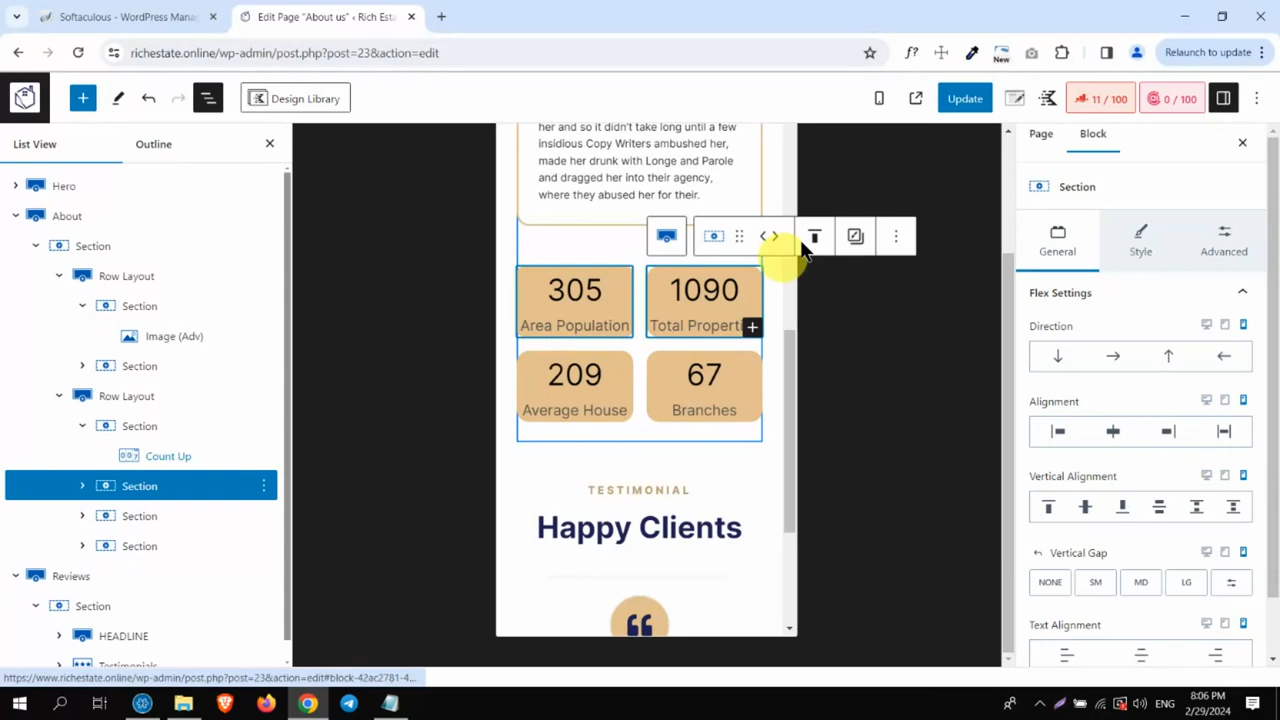 Softaculous - WordPress Mana
Edit Page "About us" ‹ Rich Esta
richestate.online/wp-admin/post.php?post=23&action=edit
f?
New
Relaunch to update
Design Library
Update
11 / 100
0 / 100
List View
Outline
Hero
About
Section
Row Layout
Section
Image (Adv)
Section
Row Layout
Section
Count Up
Section
Section
Section
Reviews
Section
HEADLINE
Testimonials
her and so it didn't take long until a few
insidious Copy Writers ambushed her,
made her drunk with Longe and Parole
and dragged her into their agency,
where they abused her for their.
305
Area Population
1090
Total Properti
209
Average House
67
Branches
TESTIMONIAL
Happy Clients
Page
Block
Section
General
Style
Advanced
Flex Settings
Direction
Alignment
Vertical Alignment
Vertical Gap
NONE
SM
MD
LG
Text Alignment
https://www.richestate.online/wp-admin/post.php?post=23&action=edit#block-42ac2781-4...
ENG
8:06 PM
2/29/2024